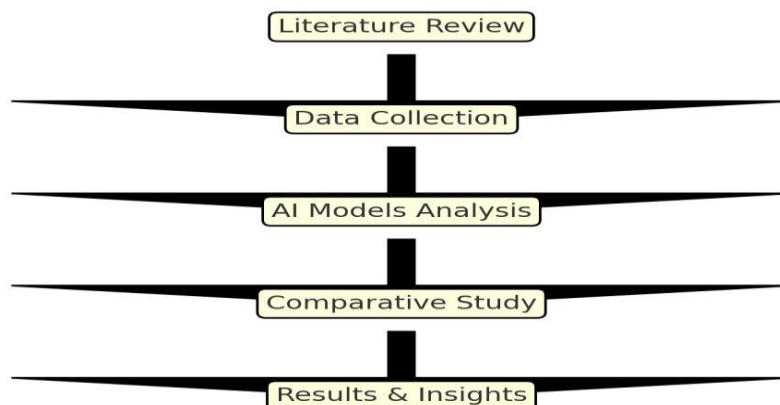 Literature Review
Data Collection
AI Models Analysis
Comparative Study
Results & Insights